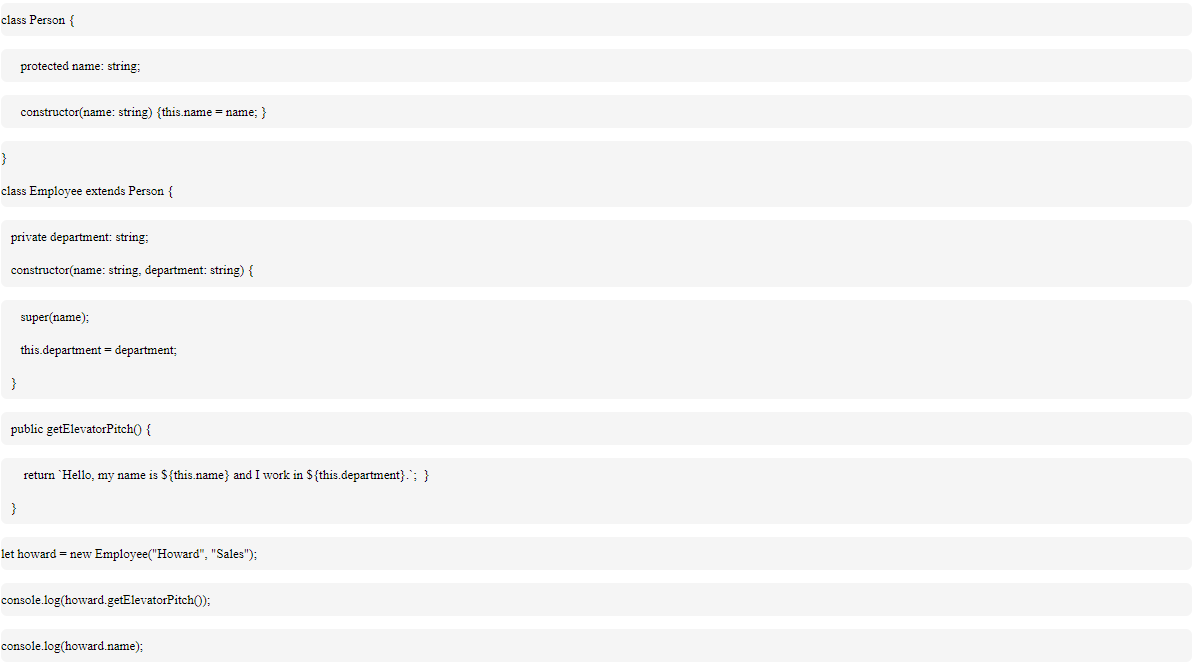 class Person {
protected name: string;
constructor(name: string) {this.name = name; }
}
class Employee extends Person {
private department: string;
constructor(name: string, department: string) {
super(name);
this.department = department;
}
public getElevatorPitch() {
return `Hello, my name is ${this.name} and I work in ${this.department}.`;  }
}
let howard = new Employee("Howard", "Sales");
console.log(howard.getElevatorPitch());
console.log(howard.name);